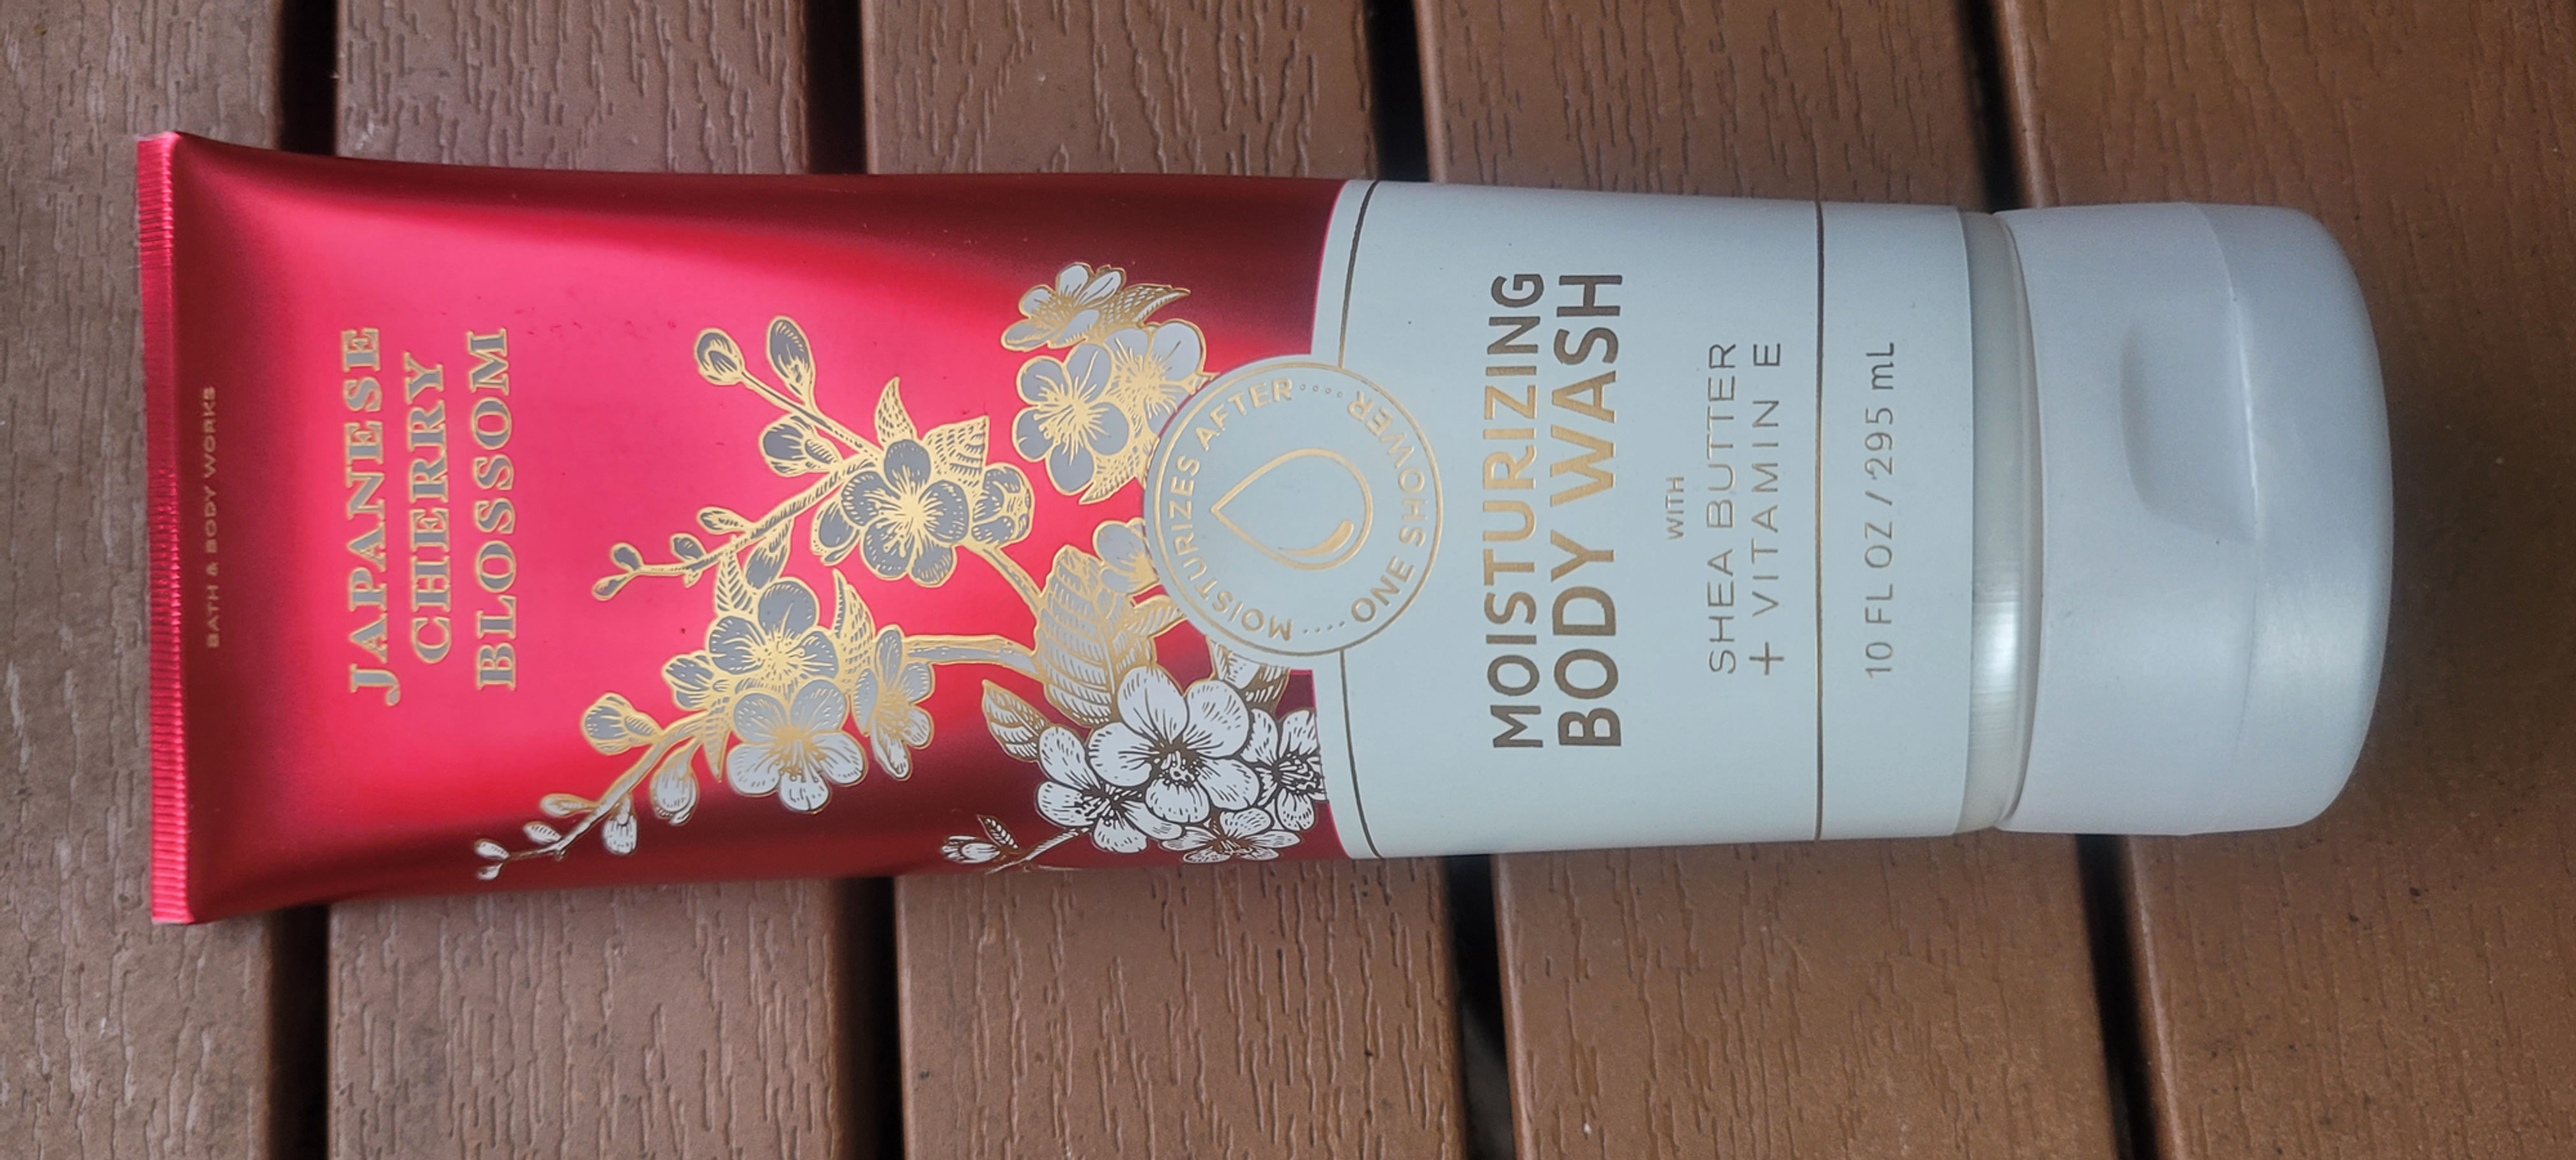 BATH & BODY WORKS
JAPANESE
CHERRY
BLOSSOM
MOISTURIZES AFTER
ONE SHOWER
MOISTURIZING
BODY WASH
WITH
SHEA BUTTER
+ VITAMIN E
10 FL OZ / 295 mL